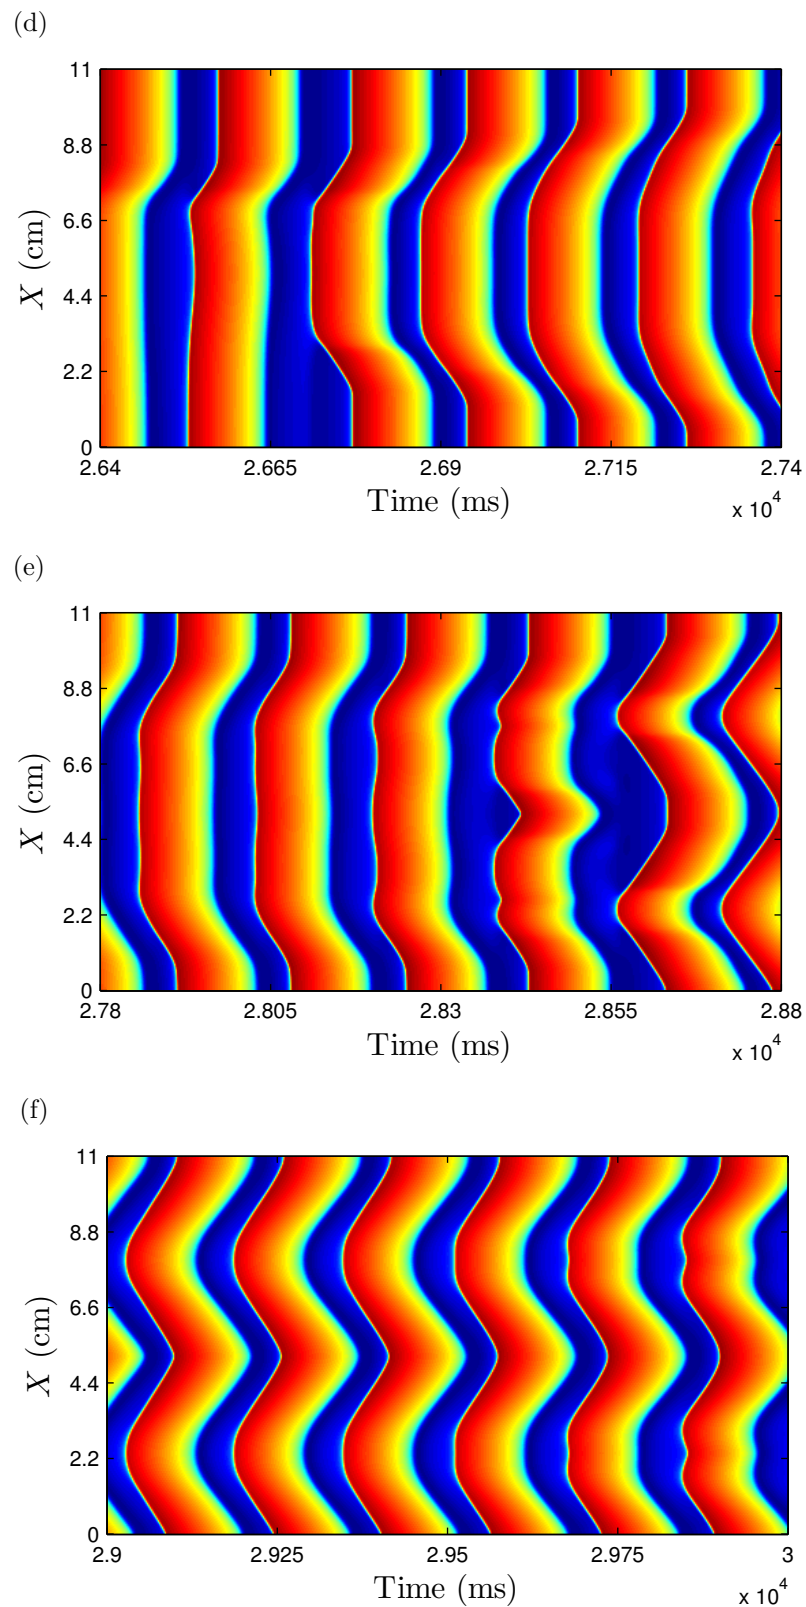 (d)
11
8.8
6.6
4.4
2.2
0
X (cm)
2.64 2.665 2.69 2.715 2.74
Time (ms)
x 10^4
(e)
11
8.8
6.6
4.4
2.2
0
X (cm)
2.78 2.805 2.83 2.855 2.88
Time (ms)
x 10^4
(f)
11
8.8
6.6
4.4
2.2
0
X (cm)
2.9 2.925 2.95 2.975 3
Time (ms)
x 10^4